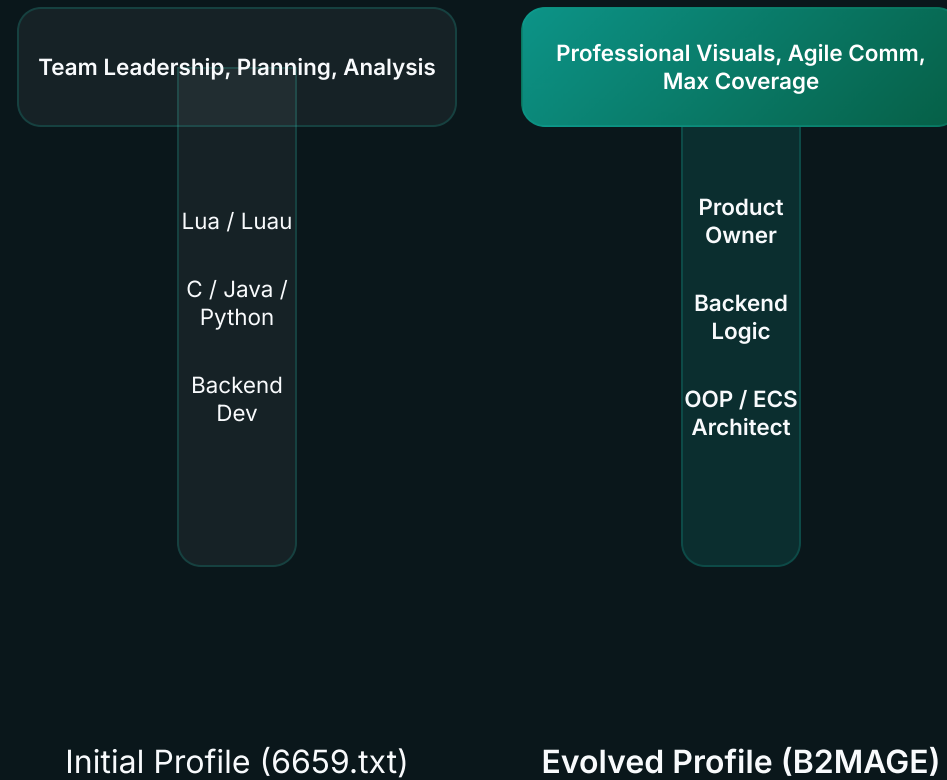 Team Leadership, Planning, Analysis
Lua / Luau
C / Java /
Python
Backend
Dev
Initial Profile (6659.txt)
Professional Visuals, Agile Comm,
Max Coverage
Product
Owner
Backend
Logic
OOP / ECS
Architect
Evolved Profile (B2MAGE)